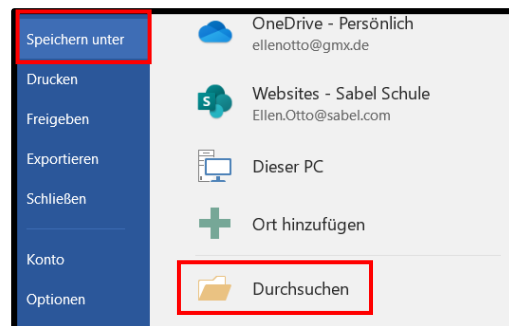 Speichern unter
Drucken
Freigeben
Exportieren
Schließen
Konto
Optionen
OneDrive - Persönlich
ellenotto@gmx.de
Websites - Sabel Schule
Ellen.Otto@sabel.com
Dieser PC
Ort hinzufügen
Durchsuchen